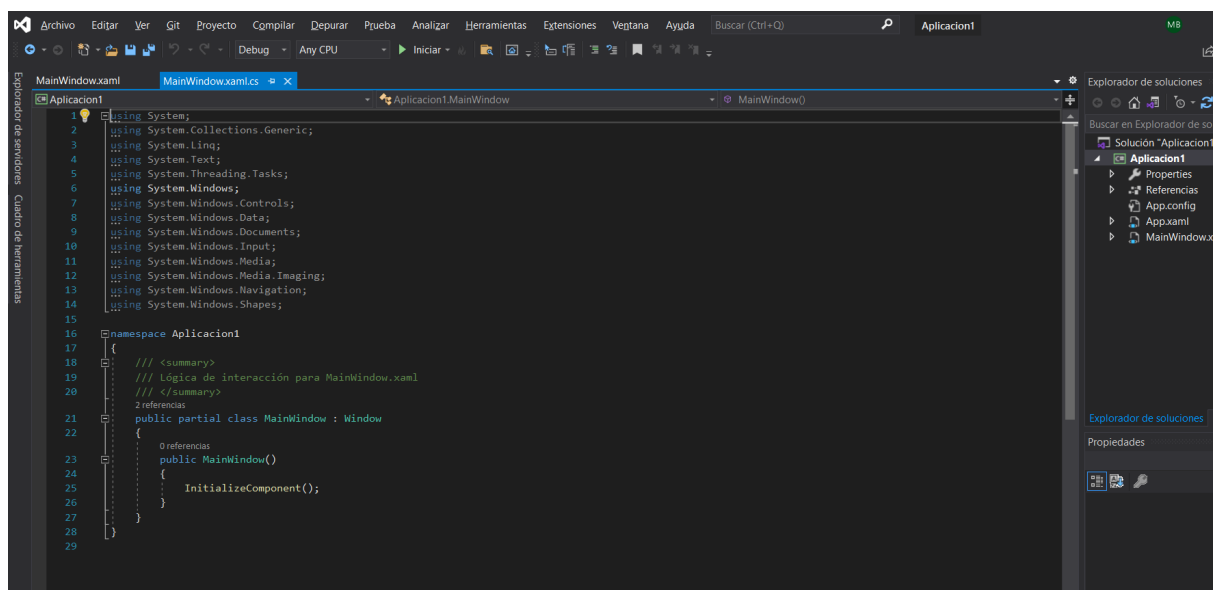 Archivo Editar Ver Git Proyecto Compilar Depurar Prueba Analizar Herramientas Extensiones Ventana Ayuda Buscar (Ctrl+Q) Aplicacion1 MB
Debug Any CPU Iniciar
MainWindow.xaml MainWindow.xaml.cs
Aplicacion1 Aplicacion1.MainWindow MainWindow()
Explorador de servidores
Cuadro de herramientas
1 using System;
2 using System.Collections.Generic;
3 using System.Linq;
4 using System.Text;
5 using System.Threading.Tasks;
6 using System.Windows;
7 using System.Windows.Controls;
8 using System.Windows.Data;
9 using System.Windows.Documents;
10 using System.Windows.Input;
11 using System.Windows.Media;
12 using System.Windows.Media.Imaging;
13 using System.Windows.Navigation;
14 using System.Windows.Shapes;
15
16 namespace Aplicacion1
17 {
18 /// <summary>
19 /// Lógica de interacción para MainWindow.xaml
20 /// </summary>
2 referencias
21 public partial class MainWindow : Window
22 {
0 referencias
23 public MainWindow()
24 {
25 InitializeComponent();
26 }
27 }
28 }
29
Explorador de soluciones
Buscar en Explorador de so
Solución "Aplicacion1
Aplicacion1
Properties
Referencias
App.config
App.xaml
MainWindow.x
Explorador de soluciones
Propiedades